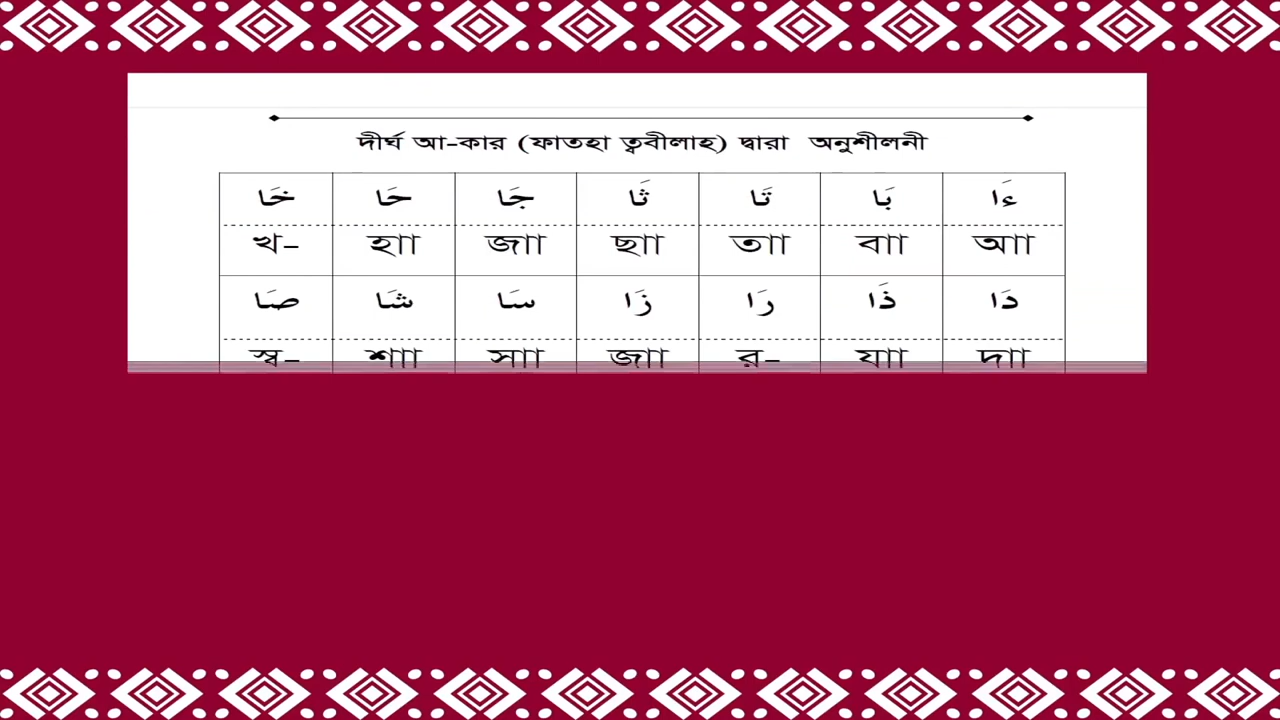 দীর্ঘ আ-কার (ফাতহা ত্ববীলাহ) দ্বারা অনুশীলনী
ءَا بَا تَا ثَا جَا حَا خَا
আাা বাা তাা ছাা জাা হাা খ-
دَا ذَا رَا زَا سَا شَا صَا
দাা যাা র- জাা সাা শাা স্ব-